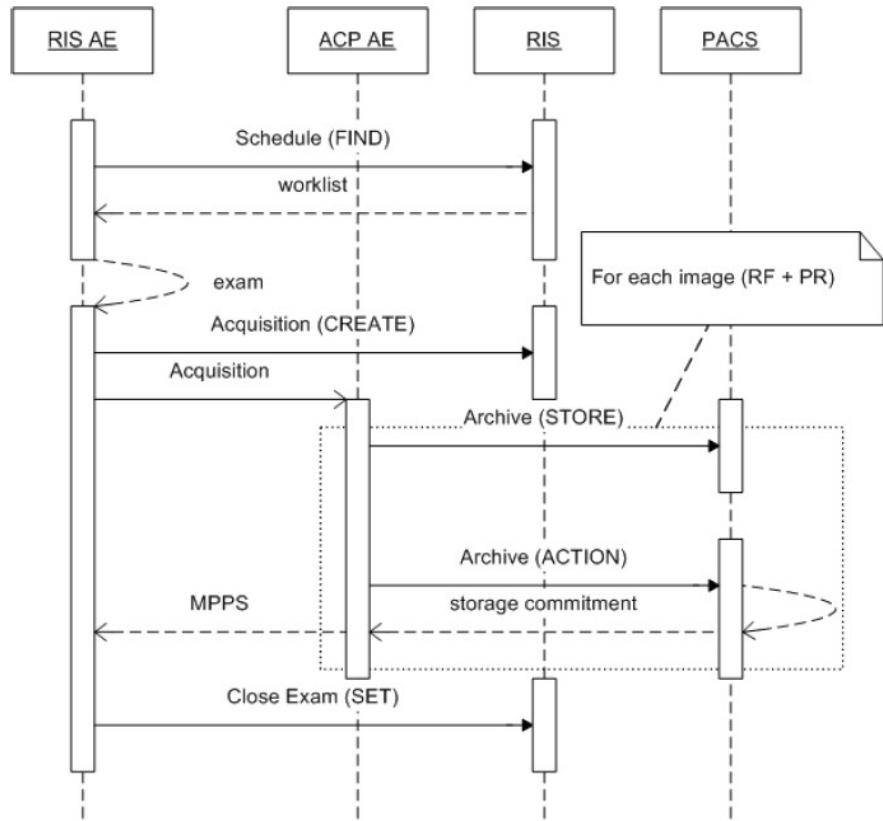 RIS AE
ACP AE
RIS
PACS
Schedule (FIND)
worklist
For each image (RF + PR)
exam
Acquisition (CREATE)
Acquisition
Archive (STORE)
Archive (ACTION)
MPPS
storage commitment
Close Exam (SET)